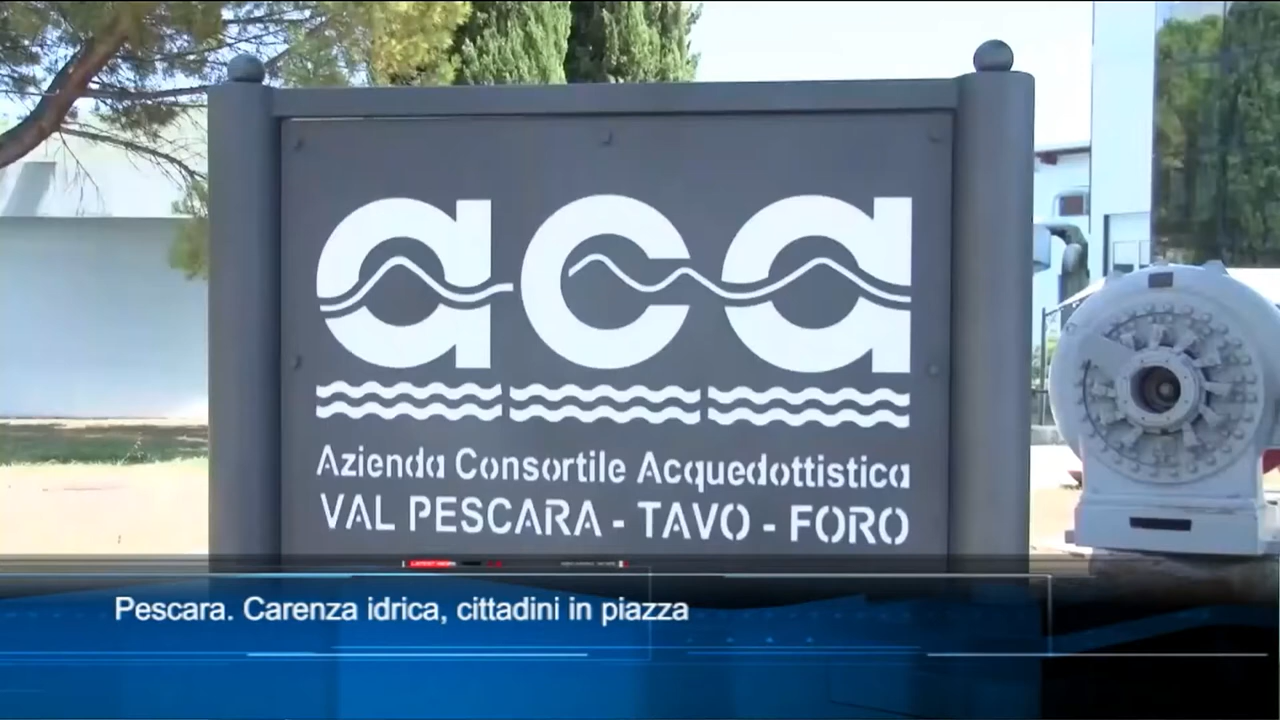 aca
Azienda Consortile Acquedottistica
VAL PESCARA - TAVO - FORO
Pescara. Carenza idrica, cittadini in piazza